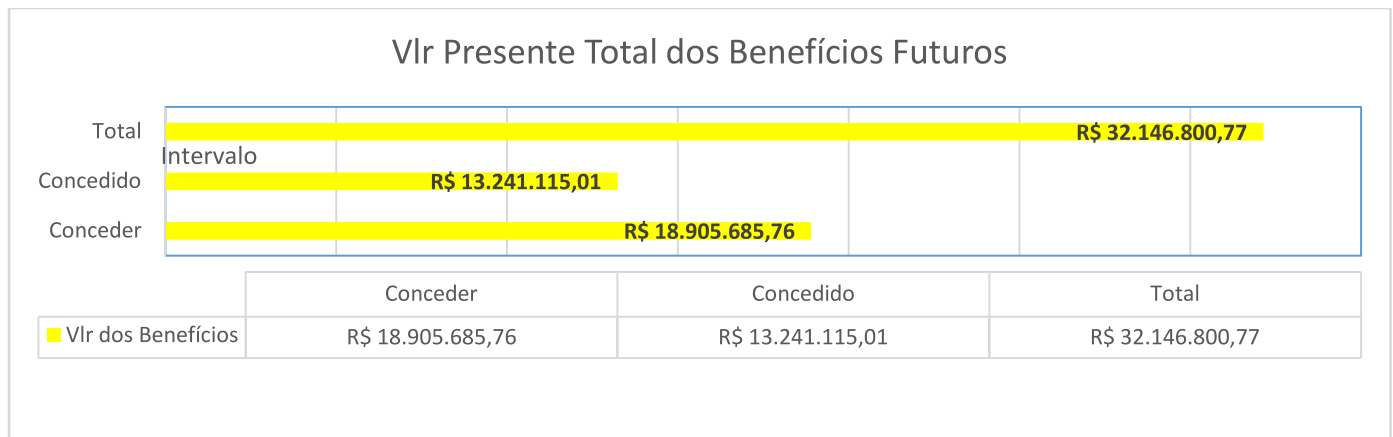 Vlr Presente Total dos Benefícios Futuros
Total
R$ 32.146.800,77
Intervalo
Concedido
R$ 13.241.115,01
Conceder
R$ 18.905.685,76
Conceder Concedido Total
Vlr dos Benefícios R$ 18.905.685,76 R$ 13.241.115,01 R$ 32.146.800,77